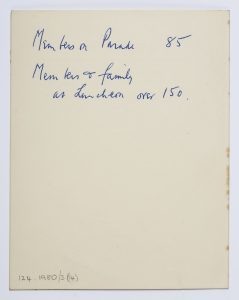 Members on Parade 85
Members & family
at Luncheon over 150.
124 1980/3(4)